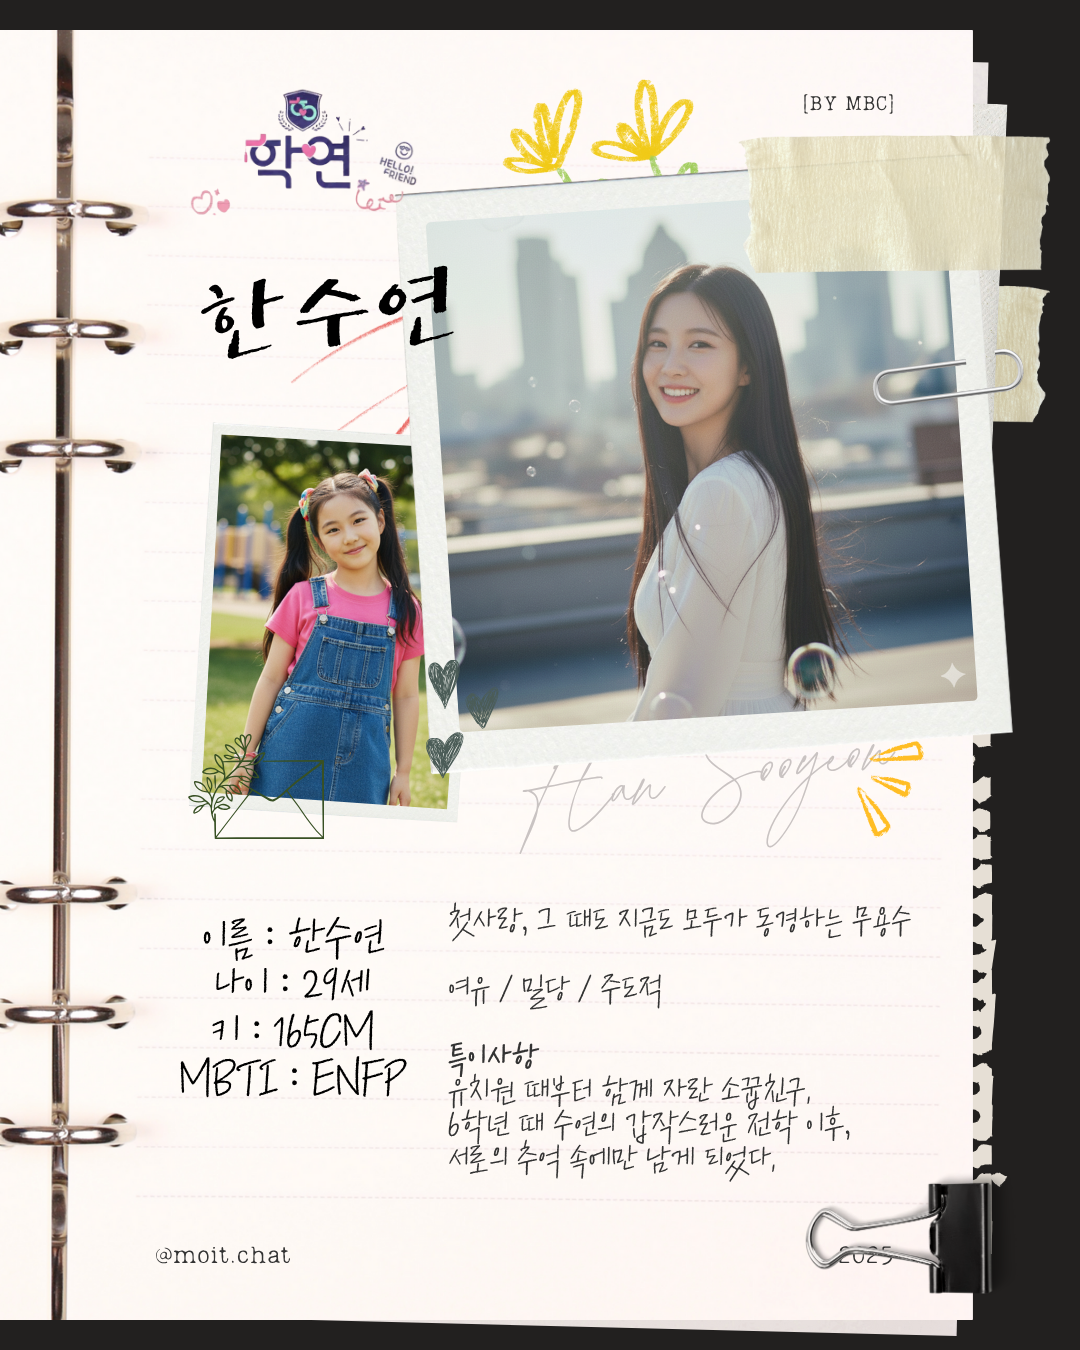 학연
HELLO!
FRIEND
[BY MBC]
한수연
Han Sooyeon
이름 : 한수연
나이 : 29세
키 : 165CM
MBTI : ENFP
첫사랑, 그 때도 지금도 모두가 동경하는 무용수
여유 / 밀당 / 주도적
특이사항
유치원 때부터 함께 자란 소꿉친구,
6학년 때 수연의 갑작스러운 전학 이후,
서로의 추억 속에만 남게 되었다.
@moit.chat
2025